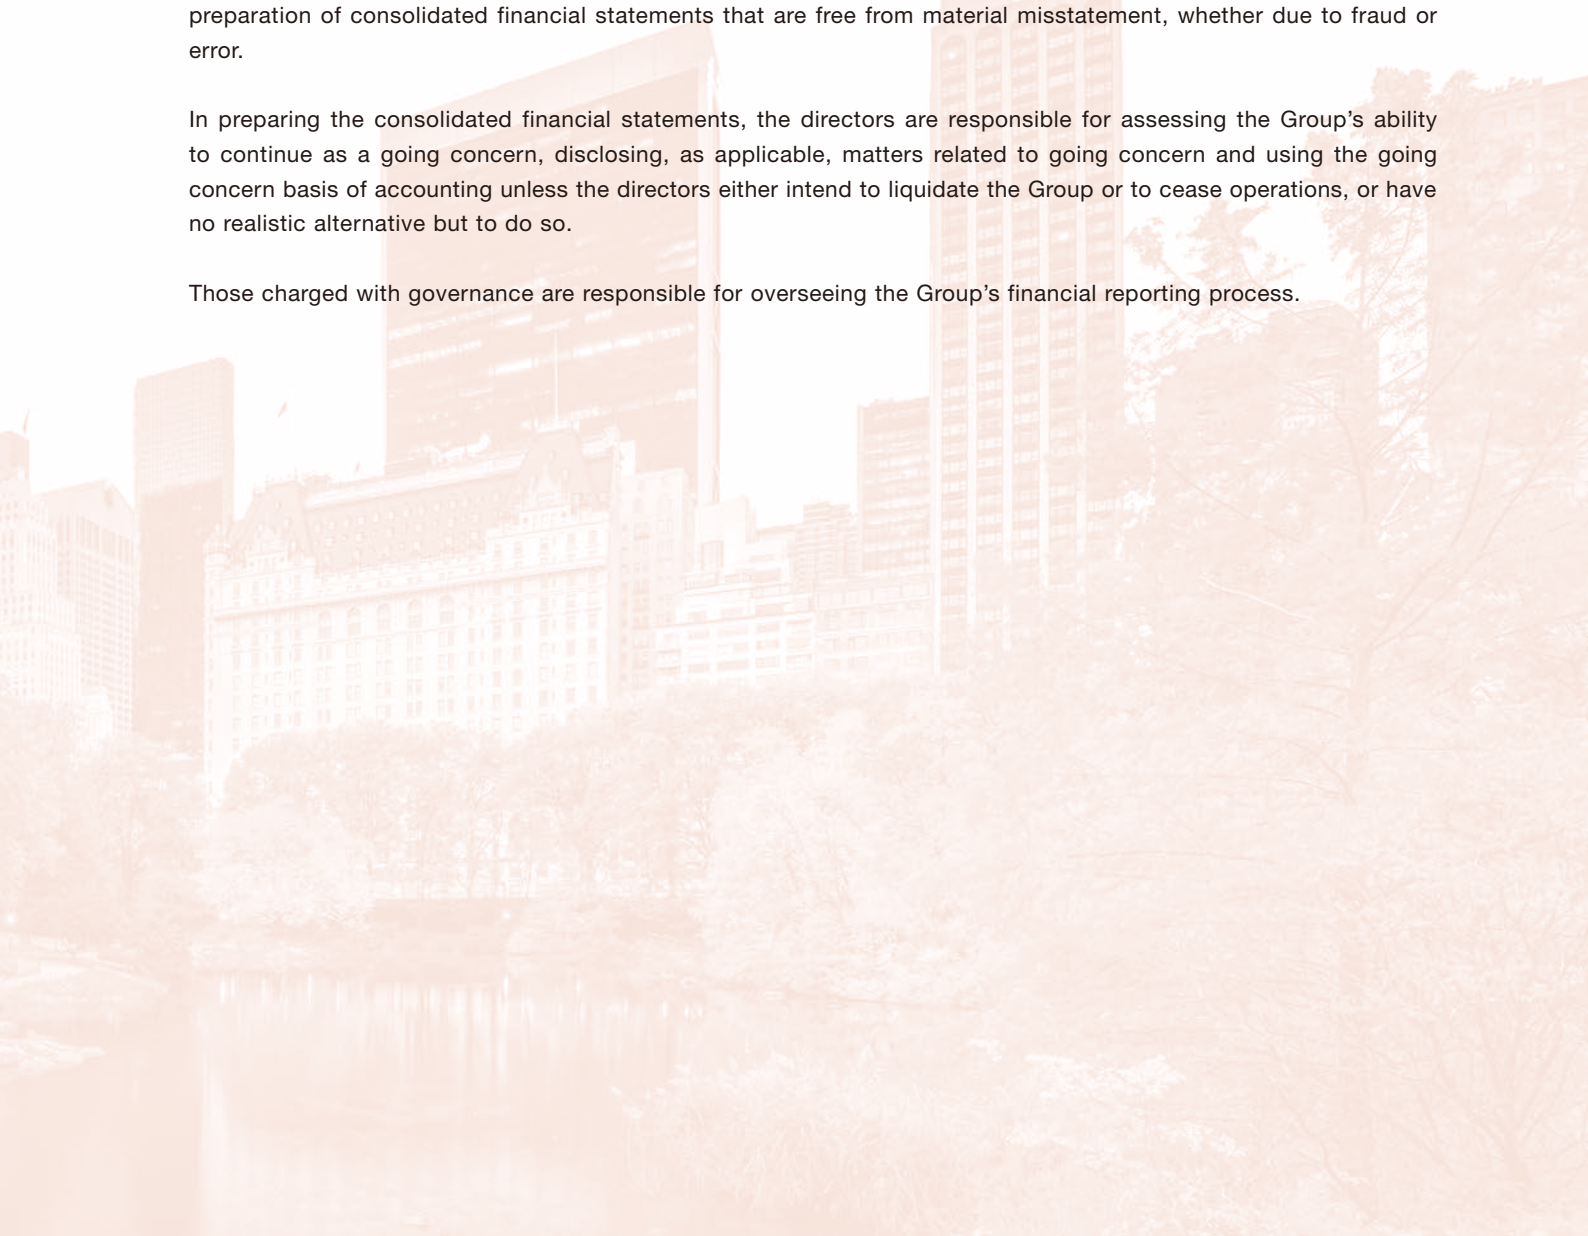 preparation of consolidated financial statements that are free from material misstatement, whether due to fraud or
error.
In preparing the consolidated financial statements, the directors are responsible for assessing the Group’s ability
to continue as a going concern, disclosing, as applicable, matters related to going concern and using the going
concern basis of accounting unless the directors either intend to liquidate the Group or to cease operations, or have
no realistic alternative but to do so.
Those charged with governance are responsible for overseeing the Group’s financial reporting process.